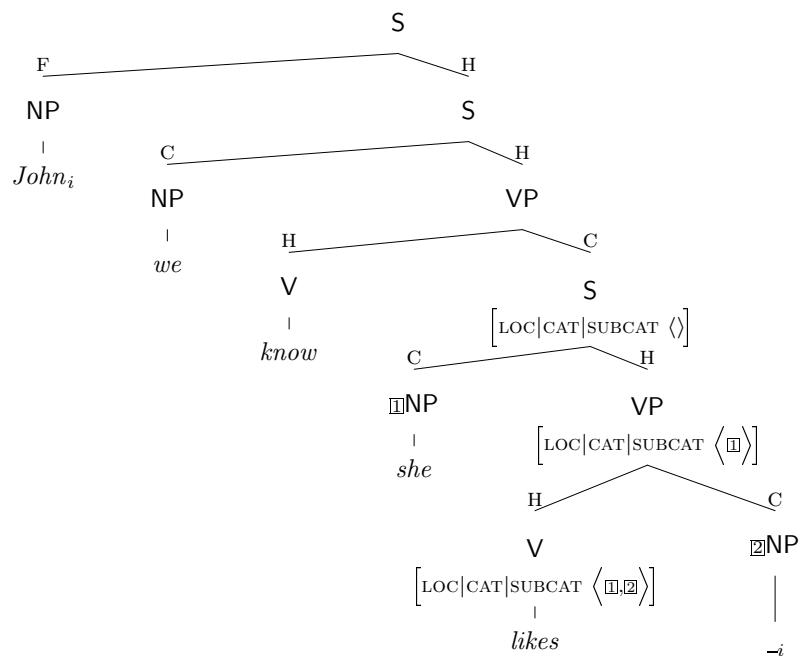 S
F H
NP S
John_i C H
NP VP
we H C
V S
[LOC|CAT|SUBCAT ⟨⟩]
know C H
[1]NP VP
[LOC|CAT|SUBCAT ⟨[1]⟩]
she H C
V [2]NP
[LOC|CAT|SUBCAT ⟨[1],[2]⟩]
likes
_i